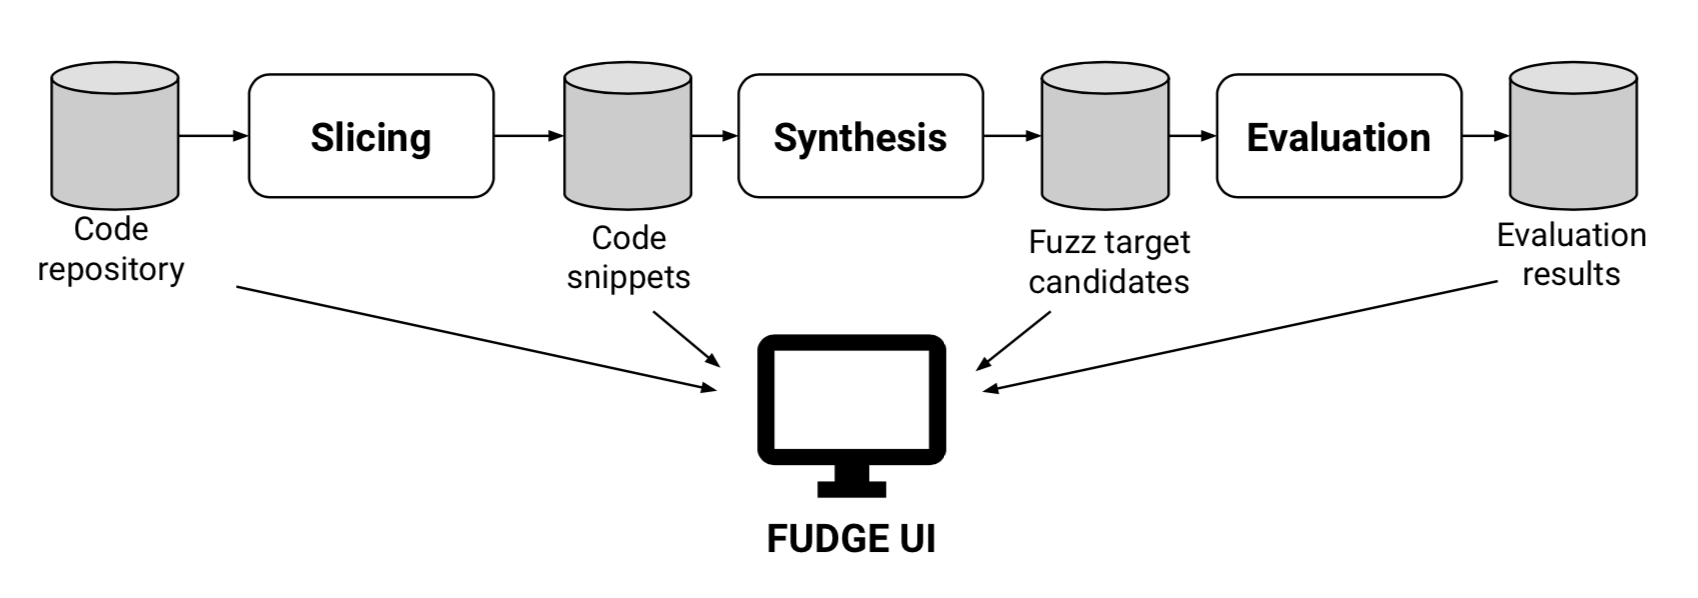 Slicing
Synthesis
Evaluation
Code
repository
Code
snippets
Fuzz target
candidates
Evaluation
results
FUDGE UI